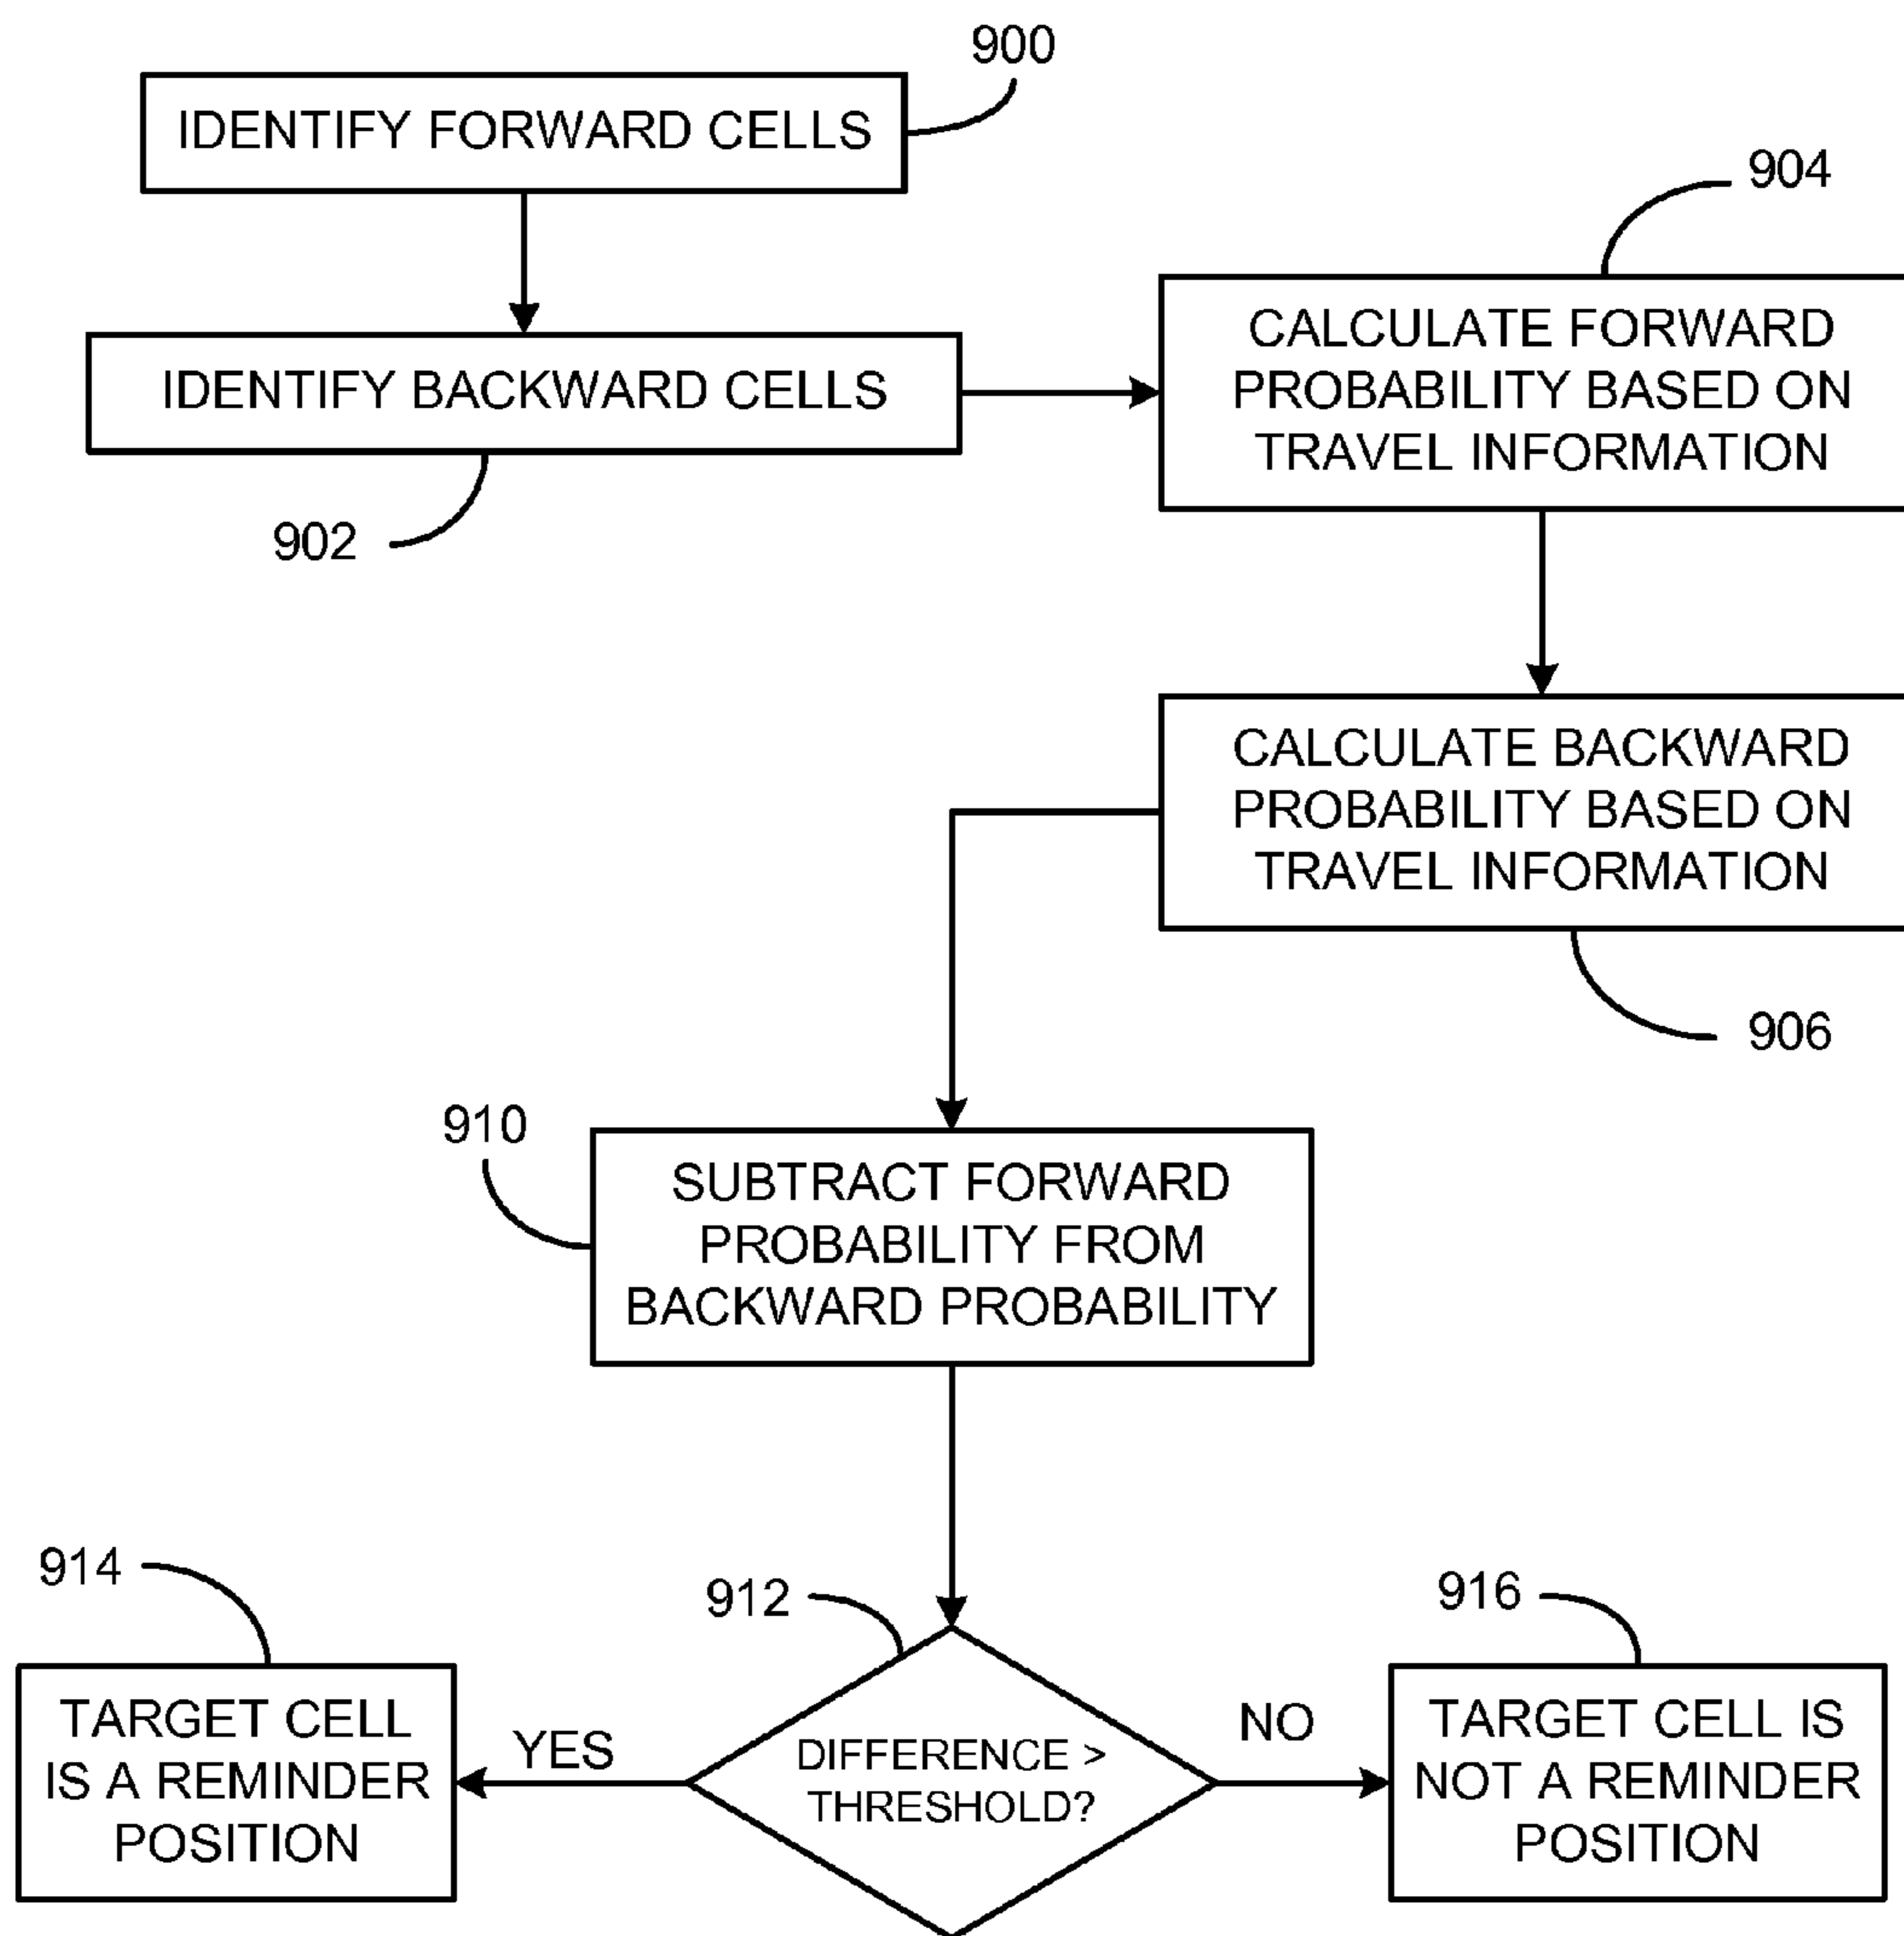 900
IDENTIFY FORWARD CELLS
904
CALCULATE FORWARD
PROBABILITY BASED ON
TRAVEL INFORMATION
IDENTIFY BACKWARD CELLS
902
CALCULATE BACKWARD
PROBABILITY BASED ON
TRAVEL INFORMATION
906
910
SUBTRACT FORWARD
PROBABILITY FROM
BACKWARD PROBABILITY
912
DIFFERENCE >
THRESHOLD?
YES
914
TARGET CELL
IS A REMINDER
POSITION
NO
916
TARGET CELL IS
NOT A REMINDER
POSITION